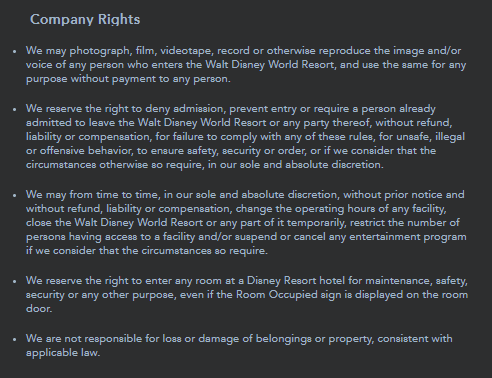 Company Rights
• We may photograph, film, videotape, record or otherwise reproduce the image and/or
voice of any person who enters the Walt Disney World Resort, and use the same for any
purpose without payment to any person.
• We reserve the right to deny admission, prevent entry or require a person already
admitted to leave the Walt Disney World Resort or any party thereof, without refund,
liability or compensation, for failure to comply with any of these rules, for unsafe, illegal
or offensive behavior, to ensure safety, security or order, or if we consider that the
circumstances otherwise so require, in our sole and absolute discretion.
• We may from time to time, in our sole and absolute discretion, without prior notice and
without refund, liability or compensation, change the operating hours of any facility,
close the Walt Disney World Resort or any part of it temporarily, restrict the number of
persons having access to a facility and/or suspend or cancel any entertainment program
if we consider that the circumstances so require.
• We reserve the right to enter any room at a Disney Resort hotel for maintenance, safety,
security or any other purpose, even if the Room Occupied sign is displayed on the room
door.
• We are not responsible for loss or damage of belongings or property, consistent with
applicable law.